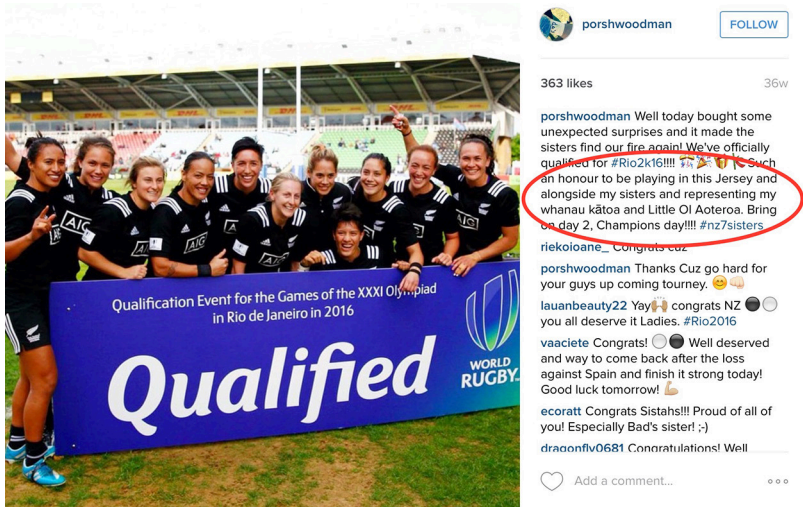 porshwoodman
FOLLOW
363 likes
36w
porshwoodman Well today bought some
unexpected surprises and it made the
sisters find our fire again! We've officially
qualified for #Rio2k16!!!! 🎊🎉🎁🎋 Such
an honour to be playing in this Jersey and
alongside my sisters and representing my
whanau kātoa and Little Ol Aoteroa. Bring
on day 2, Champions day!!!! #nz7sisters
riekoioane_ Congrats cuz
porshwoodman Thanks Cuz go hard for
your guys up coming tourney. 😊👊🏻
lauanbeauty22 Yay🙌🏼 congrats NZ ⚫⚪
you all deserve it Ladies. #Rio2016
vaaciete Congrats! ⚪⚫ Well deserved
and way to come back after the loss
against Spain and finish it strong today!
Good luck tomorrow! 💪🏼
ecoratt Congrats Sistahs!!! Proud of all of
you! Especially Bad's sister! ;-)
dragonfly0681 Congratulations! Well
Add a comment...
AIG
AIG
AIG
AIG
AIG
AIG
Qualification Event for the Games of the XXXI Olympiad
in Rio de Janeiro in 2016
Qualified
WORLD
RUGBY